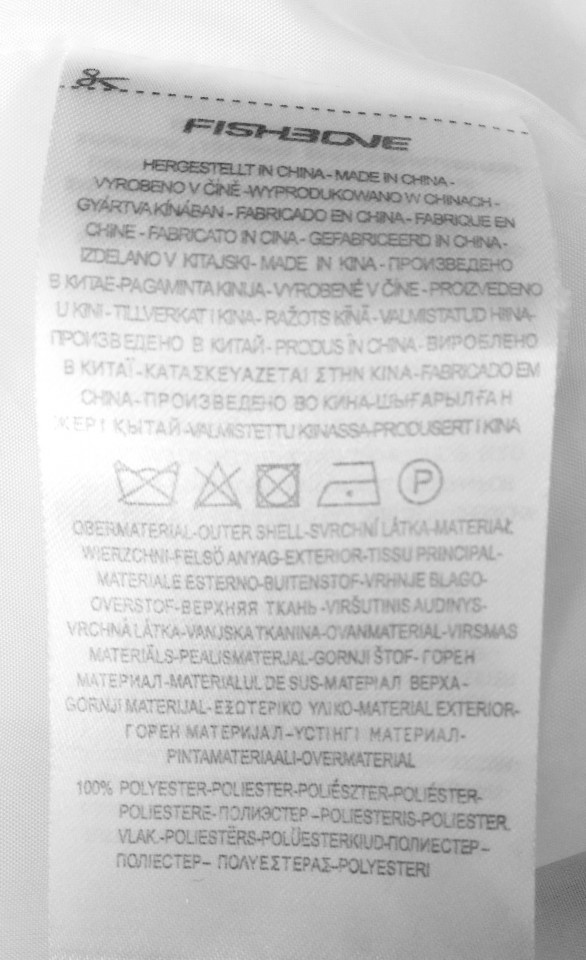 FISHBONE
HERGESTELLT IN CHINA - MADE IN CHINA -
VYROBENO V ČÍNĚ -WYPRODUKOWANO W CHINACH -
GYÁRTVA KÍNÁBAN - FABRICADO EN CHINA - FABRIQUE EN
CHINE - FABRICATO IN CINA - GEFABRICEERD IN CHINA -
IZDELANO V KITAJSKI - MADE IN KINA - ПРОИЗВЕДЕНО
В КИТАЕ-PAGAMINTA KINIJA - VYROBENÉ V ČINE - PROIZVEDENO
U KINI - TILLVERKAT I KINA - RAŽOTS ĶĪNĀ - VALMISTATUD HIINA-
ПРОИЗВЕДЕНО В КИТАЙ - PRODUS ÎN CHINA - ВИРОБЛЕНО
В КИТАЇ - ΚΑΤΑΣΚΕΥΑΖΕΤΑΙ ΣΤΗΝ ΚΙΝΑ-FABRICADO EM
CHINA - ПРОИЗВЕДЕНО ВО КИНА-ШЫҒАРЫЛҒАН
ЖЕРІ ҚЫТАЙ -VALMISTETTU KIINASSA-PRODUSERT I KINA
P
OBERMATERIAL-OUTER SHELL-SVRCHNÍ LÁTKA-MATERIAŁ
WIERZCHNI-FELSŐ ANYAG-EXTERIOR-TISSU PRINCIPAL-
MATERIALE ESTERNO-BUITENSTOF-VRHNJE BLAGO-
OVERSTOF-ВЕРХНЯЯ ТКАНЬ -VIRŠUTINIS AUDINYS-
VRCHNÁ LÁTKA-VANJSKA TKANINA-OVANMATERIAL-VIRSMAS
MATERIĀLS-PEALISMATERJAL-GORNJI ŠTOF- ГОРЕН
МАТЕРИАЛ -MATERIALUL DE SUS-МАТЕРІАЛ ВЕРХА -
GORNJI MATERIJAL-ΕΞΩΤΕΡΙΚΟ ΥΛΙΚΟ-MATERIAL EXTERIOR-
ГОРЕН МАТЕРИЈАЛ -ҮСТІҢГІ МАТЕРИАЛ-
PINTAMATERIAALI-OVERMATERIAL
100% POLYESTER-POLIESTER-POLIÉSZTER-POLIÉSTER-
POLIESTERE-ПОЛИЭСТЕР -POLIESTERIS-POLIESTER.
VLAK.-POLIESTĒRS-POLÜESTERKIUD-ПОЛИЕСТЕР -
ПОЛІЕСТЕР- ΠΟΛΥΕΣΤΕΡΑΣ-POLYESTERI